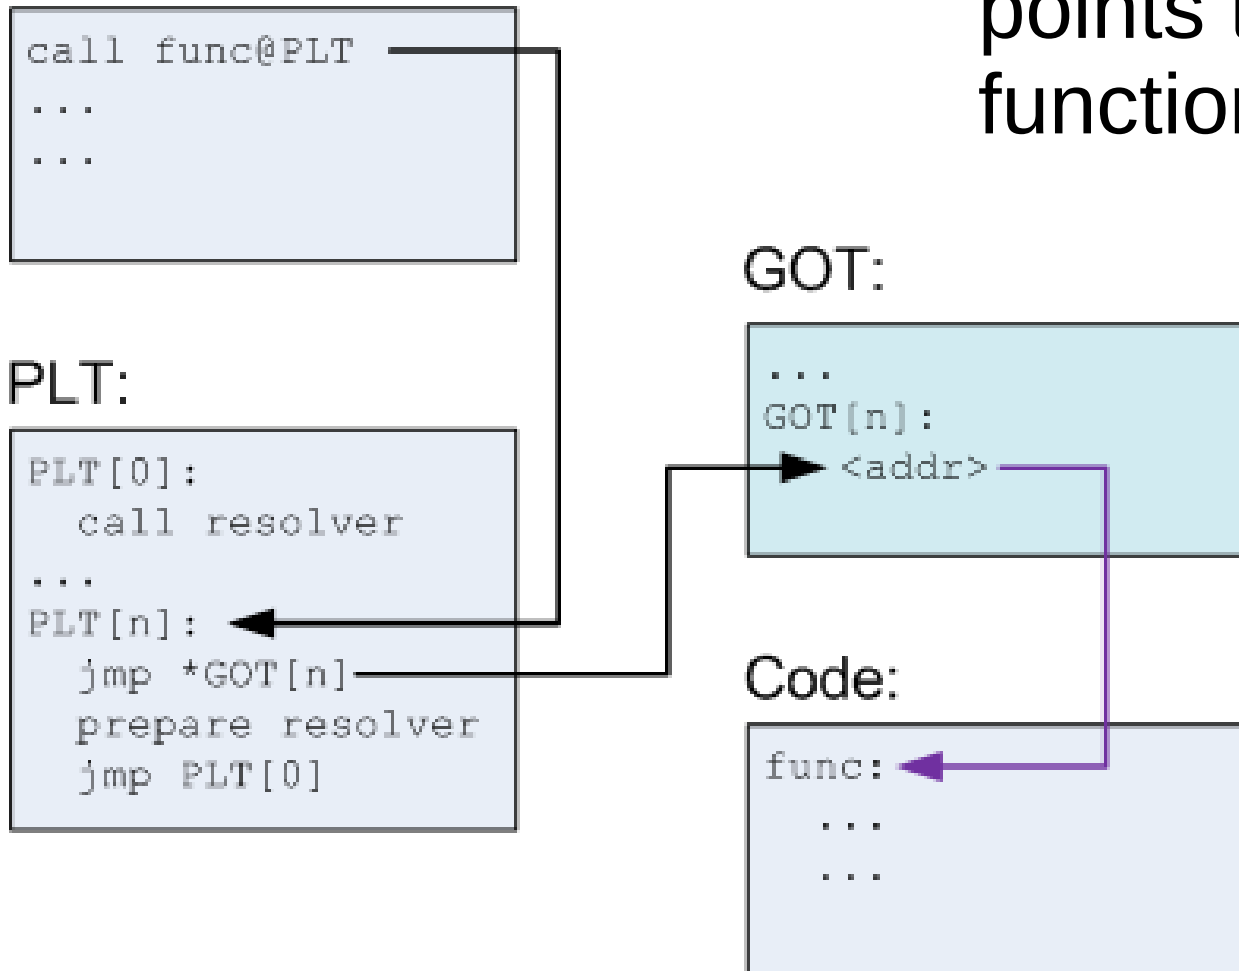 call func@PLT
...
...
PLT:
PLT[0]:
call resolver
...
PLT[n]:
jmp *GOT[n]
prepare resolver
jmp PLT[0]
points
GOT:
...
GOT[n]:
<addr>
Code:
func:
...
...